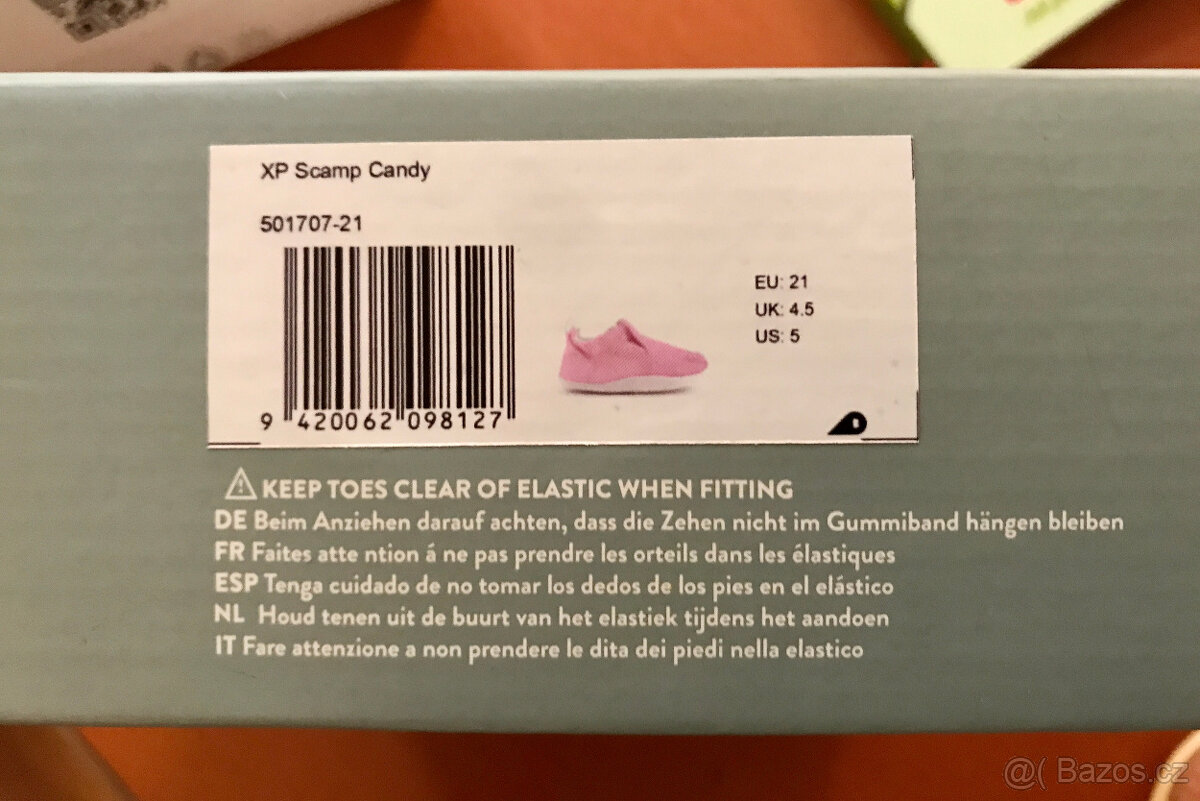 XP Scamp Candy
501707-21
EU: 21
UK: 4.5
US: 5
9 420062 098127
KEEP TOES CLEAR OF ELASTIC WHEN FITTING
DE Beim Anziehen darauf achten, dass die Zehen nicht im Gummiband hängen bleiben
FR Faites atte ntion á ne pas prendre les orteils dans les élastiques
ESP Tenga cuidado de no tomar los dedos de los pies en el elástico
NL Houd tenen uit de buurt van het elastiek tijdens het aandoen
IT Fare attenzione a non prendere le dita dei piedi nella elastico
@( Bazos.cz